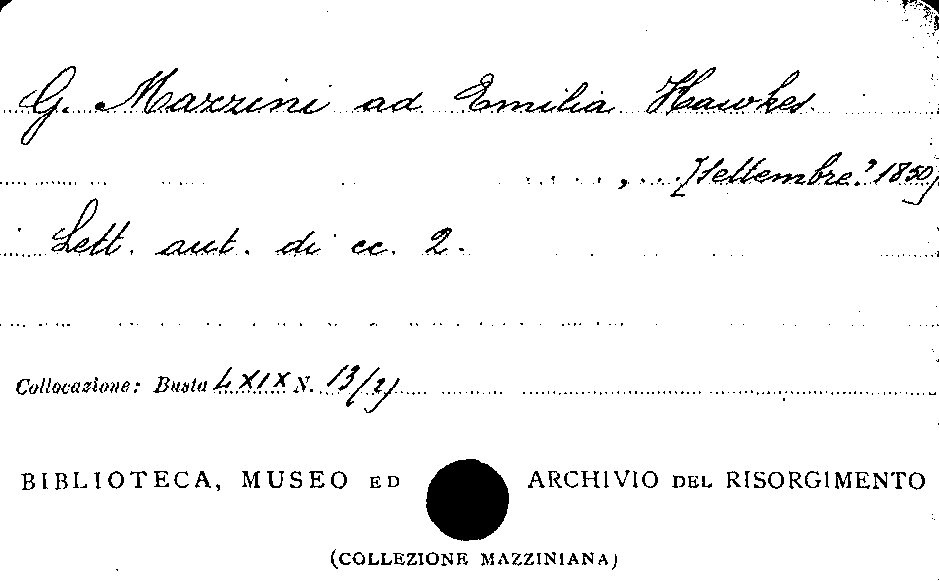 G. Mazzini ad Emilia Hawkes.
....,...[Settembre? 1850]
Lett. aut. di cc. 2.
Collocazione: Busta LXIX N. 13/2)
BIBLIOTECA, MUSEO ED ARCHIVIO DEL RISORGIMENTO
(COLLEZIONE MAZZINIANA)